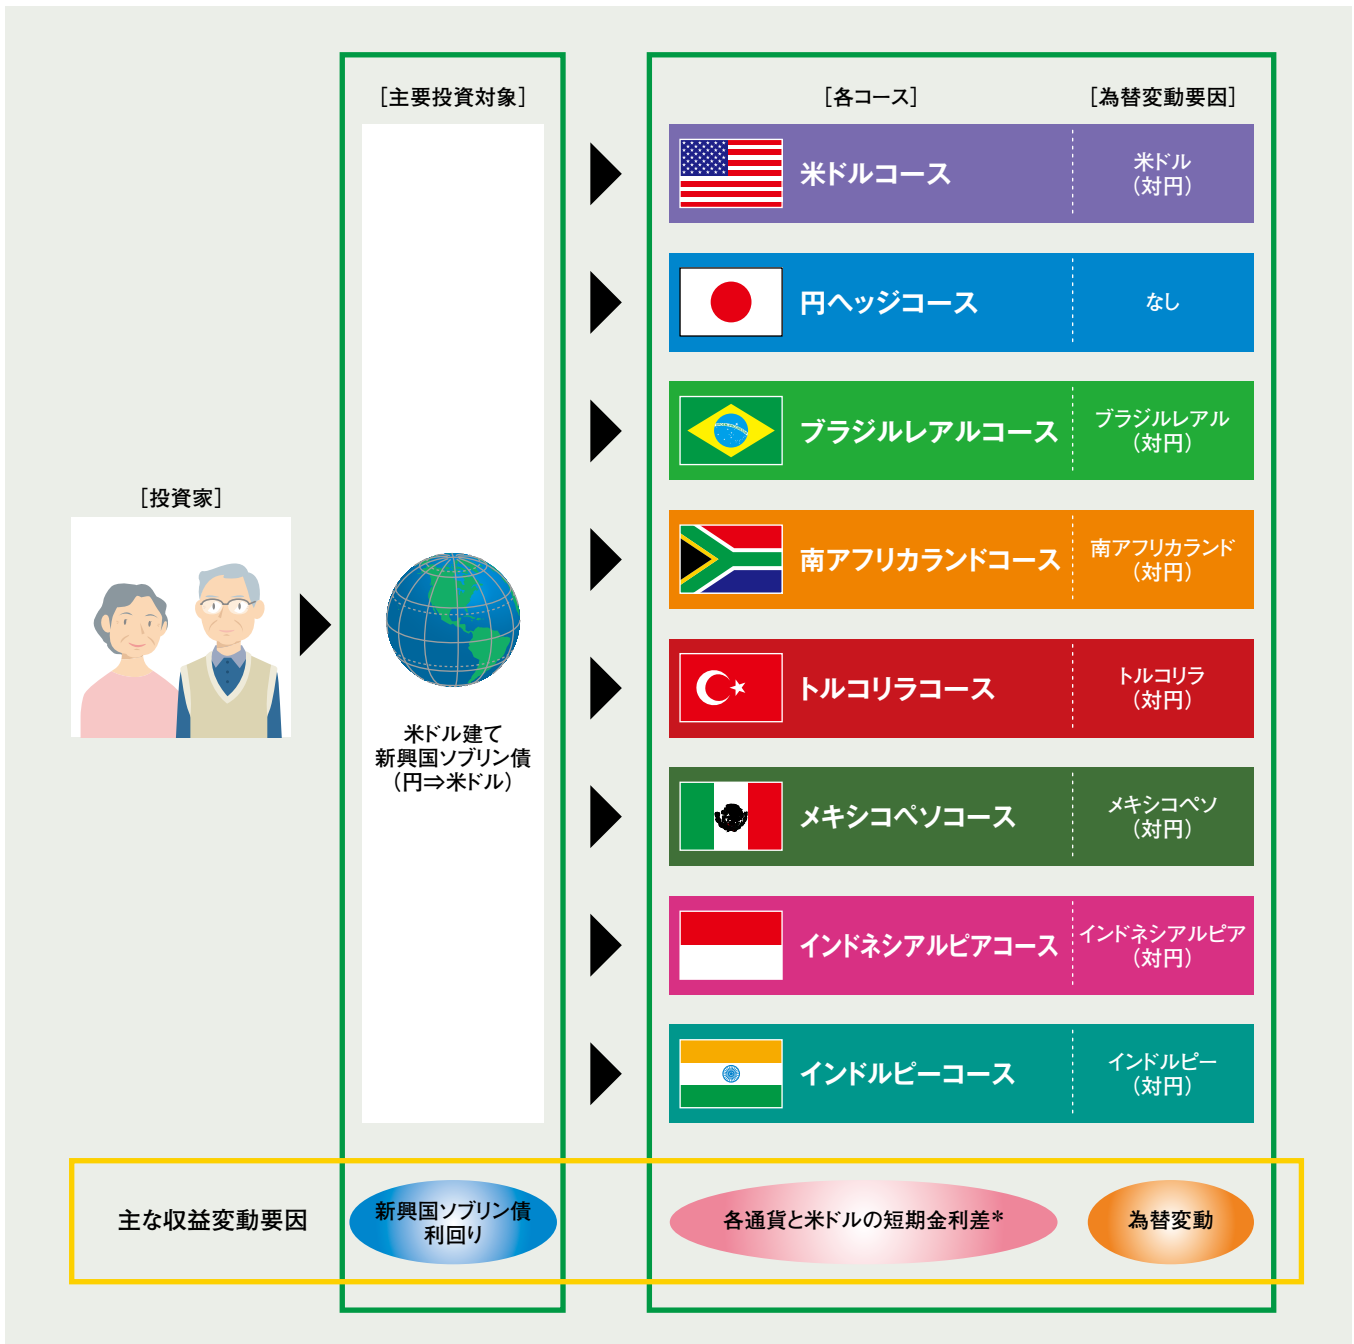 ［主要投資対象］
［各コース］
［為替変動要因］
米ドルコース
米ドル
（対円）
円ヘッジコース
なし
ブラジルレアルコース
ブラジルレアル
（対円）
［投資家］
南アフリカランドコース
南アフリカランド
（対円）
トルコリラコース
トルコリラ
（対円）
米ドル建て
新興国ソブリン債
（円⇒米ドル）
メキシコペソコース
メキシコペソ
（対円）
インドネシアルピアコース
インドネシアルピア
（対円）
インドルピーコース
インドルピー
（対円）
主な収益変動要因
新興国ソブリン債
利回り
各通貨と米ドルの短期金利差＊
為替変動